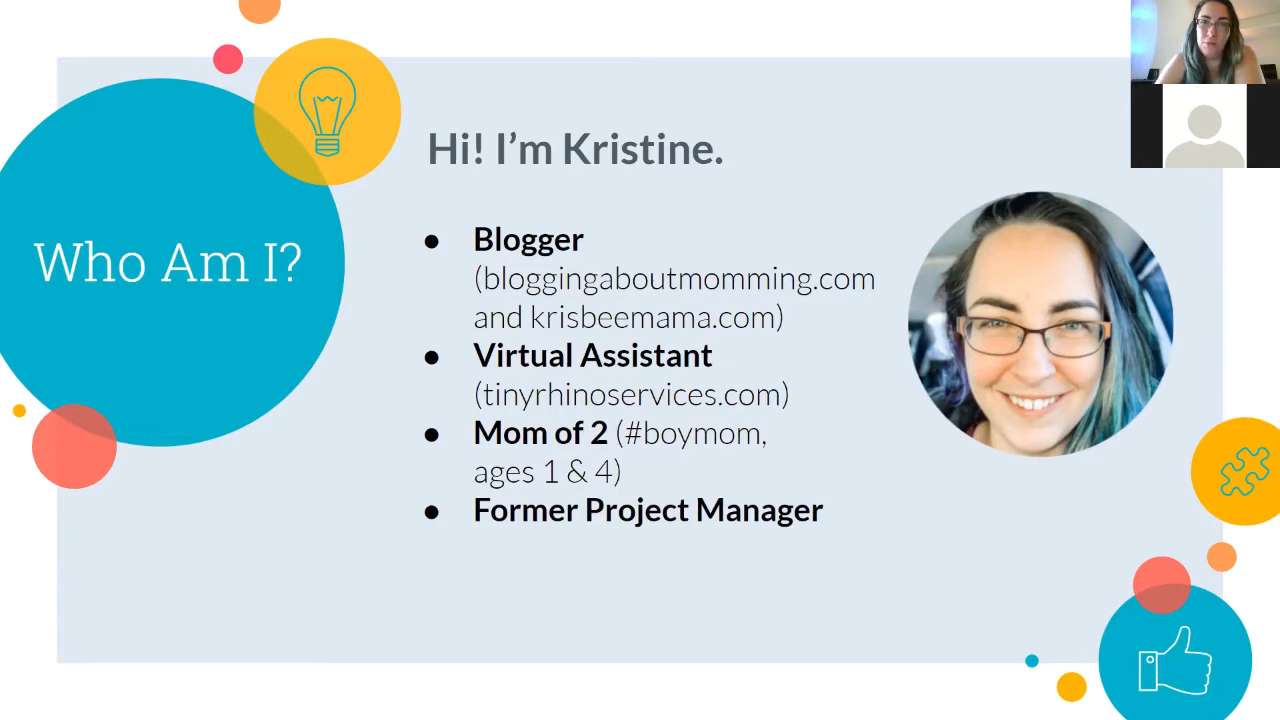 Who Am I?
Hi! I’m Kristine.
● Blogger
(bloggingaboutmomming.com
and krisbeemama.com)
● Virtual Assistant
(tinyrhinoservices.com)
● Mom of 2 (#boymom,
ages 1 & 4)
● Former Project Manager